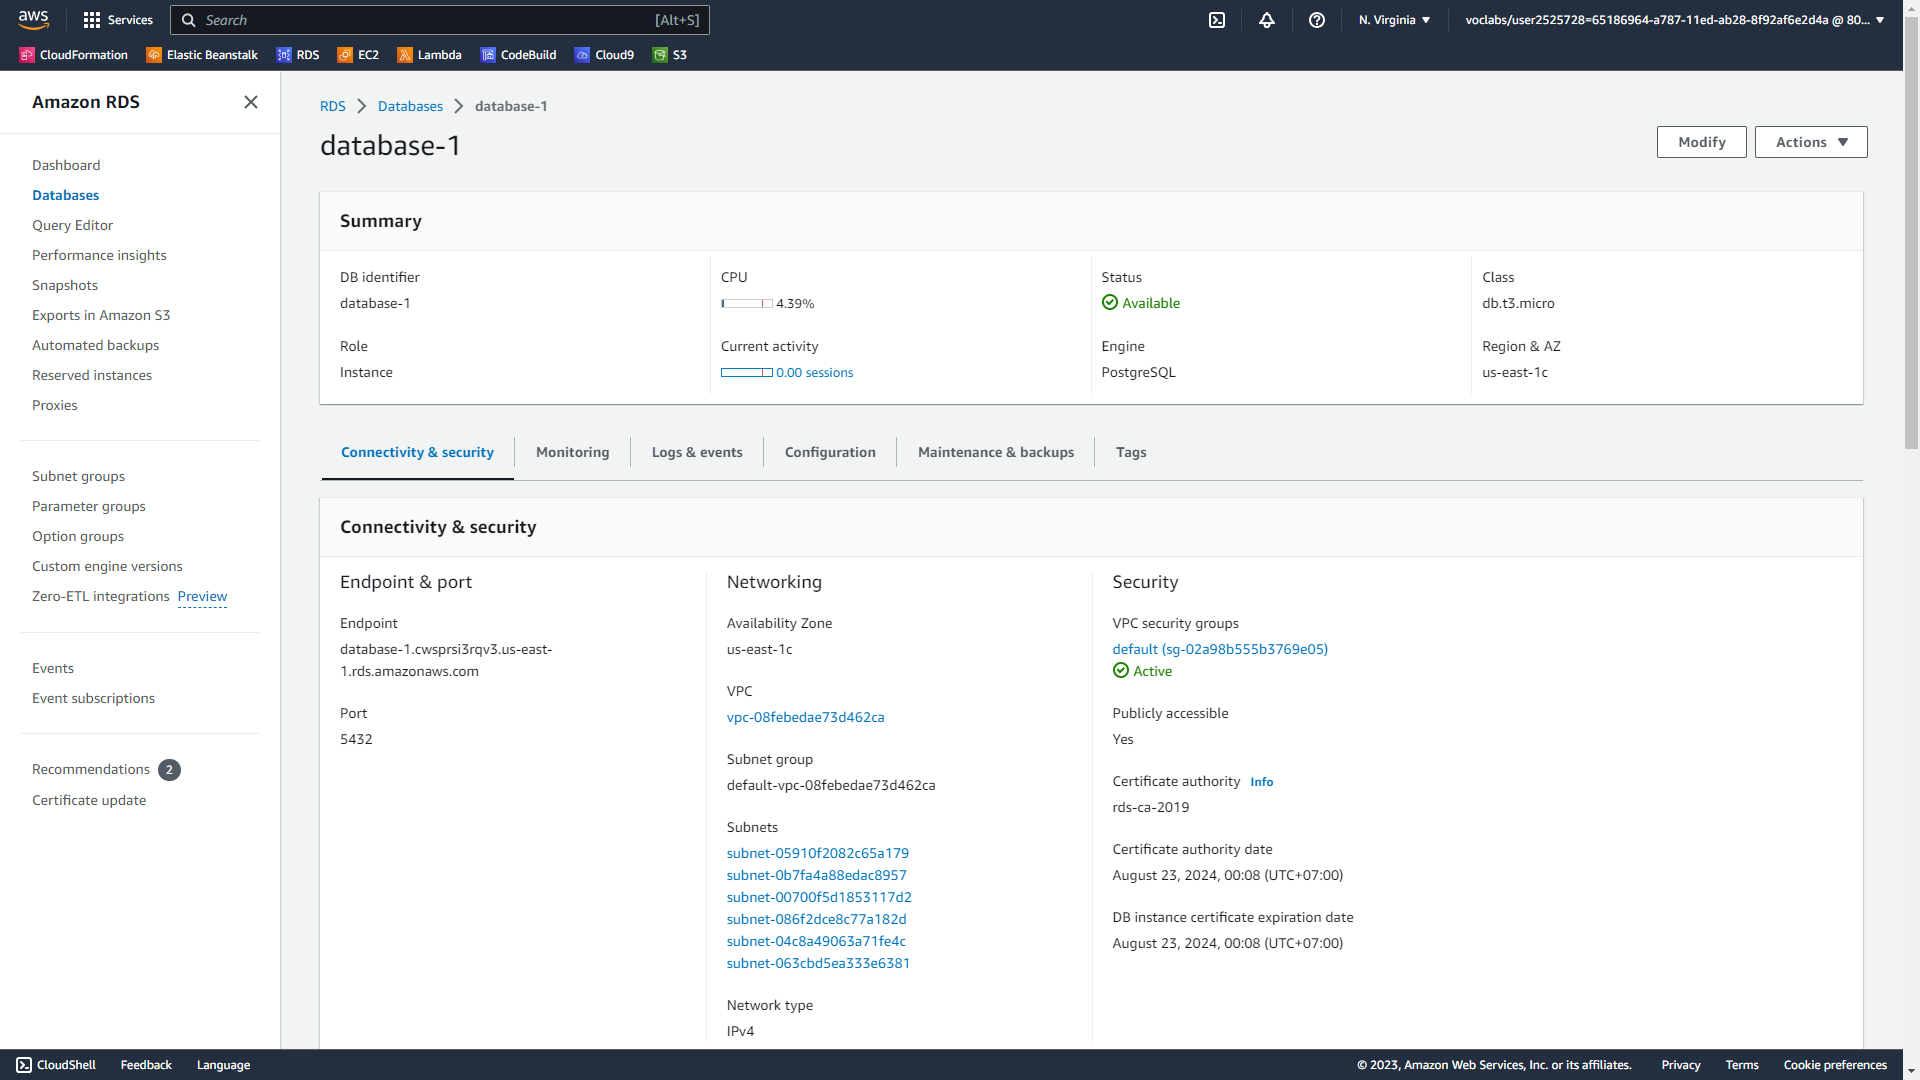 aws
Services
Search
[Alt+S]
N. Virginia
voclabs/user2525728=65186964-a787-11ed-ab28-8f92af6e2d4a @ 80...
CloudFormation
Elastic Beanstalk
RDS
EC2
Lambda
CodeBuild
Cloud9
S3
Amazon RDS
Dashboard
Databases
Query Editor
Performance insights
Snapshots
Exports in Amazon S3
Automated backups
Reserved instances
Proxies
Subnet groups
Parameter groups
Option groups
Custom engine versions
Zero-ETL integrations Preview
Events
Event subscriptions
Recommendations 2
Certificate update
RDS
Databases
database-1
database-1
Modify
Actions
Summary
DB identifier
database-1
CPU
4.39%
Status
Available
Class
db.t3.micro
Role
Instance
Current activity
0.00 sessions
Engine
PostgreSQL
Region & AZ
us-east-1c
Connectivity & security
Monitoring
Logs & events
Configuration
Maintenance & backups
Tags
Connectivity & security
Endpoint & port
Endpoint
database-1.cwsprsi3rqv3.us-east-
1.rds.amazonaws.com
Port
5432
Networking
Availability Zone
us-east-1c
VPC
vpc-08febedae73d462ca
Subnet group
default-vpc-08febedae73d462ca
Subnets
subnet-05910f2082c65a179
subnet-0b7fa4a88edac8957
subnet-00700f5d1853117d2
subnet-086f2dce8c77a182d
subnet-04c8a49063a71fe4c
subnet-063cbd5ea333e6381
Network type
IPv4
Security
VPC security groups
default (sg-02a98b555b3769e05)
Active
Publicly accessible
Yes
Certificate authority Info
rds-ca-2019
Certificate authority date
August 23, 2024, 00:08 (UTC+07:00)
DB instance certificate expiration date
August 23, 2024, 00:08 (UTC+07:00)
CloudShell
Feedback
Language
© 2023, Amazon Web Services, Inc. or its affiliates.
Privacy
Terms
Cookie preferences